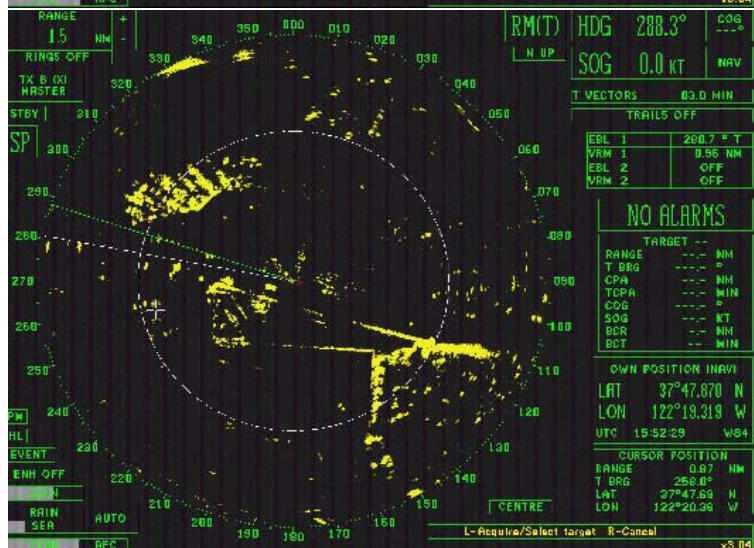 v3.04
RANGE + RM(T) HDG 288.3° COG
1.5 NM - N UP ---°
RINGS OFF SOG 0.0 KT NAV
TX B (X)
MASTER
T VECTORS 03.0 MIN
STBY TRAILS OFF
SP
EBL 1 280.7 ° T
VRM 1 0.96 NM
EBL 2 OFF
VRM 2 OFF
000
010
020
030
040
050
060
070
080
090
100
110
120
130
140
150
160
170
180
190
200
210
220
230
240
250
260
270
280
290
300
310
320
330
340
NO ALARMS
TARGET --
RANGE --.- NM
T BRG ---.- °
CPA --.- NM
TCPA --.- MIN
COG ---.- °
SOG --.- KT
BCR --.- NM
BCT --.- MIN
OWN POSITION (NAV)
LAT 37°47.870 N
LON 122°19.319 W
UTC 15:52:29 W84
PM
HL
EVENT
ENH OFF
RAIN AUTO
SEA
CENTRE
CURSOR POSITION
RANGE 0.87 NM
T BRG 258.0°
LAT 37°47.69 N
LON 122°20.36 W
L-Acquire/Select target R-Cancel
AFC v3.04